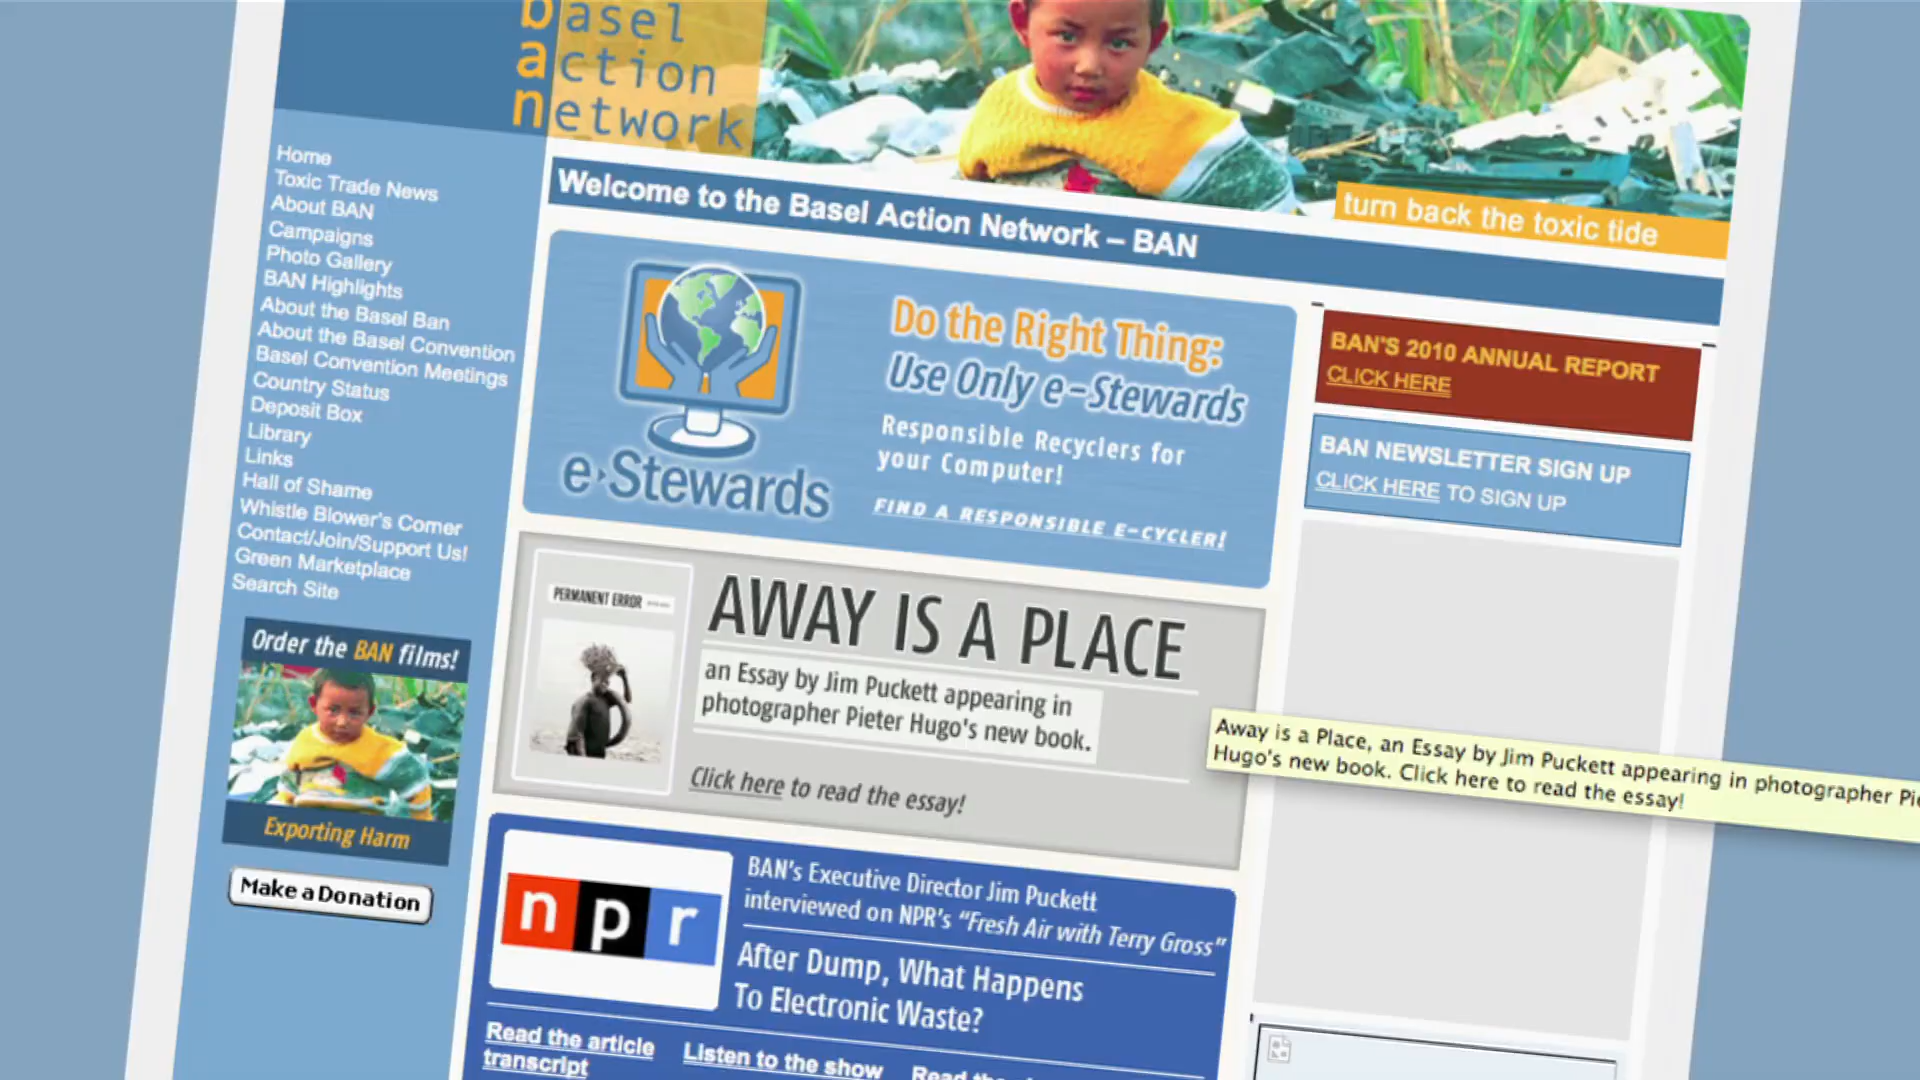 basel
action
network
turn back the toxic tide
Home
Toxic Trade News
About BAN
Campaigns
Photo Gallery
BAN Highlights
About the Basel Ban
About the Basel Convention
Basel Convention Meetings
Country Status
Deposit Box
Library
Links
Hall of Shame
Whistle Blower's Corner
Contact/Join/Support Us!
Green Marketplace
Search Site
Order the BAN films!
Exporting Harm
Make a Donation
Welcome to the Basel Action Network – BAN
e-Stewards
Do the Right Thing:
Use Only e-Stewards
Responsible Recyclers for
your Computer!
FIND A RESPONSIBLE E-CYCLER!
PERMANENT ERROR
AWAY IS A PLACE
an Essay by Jim Puckett appearing in
photographer Pieter Hugo's new book.
Click here to read the essay!
npr
BAN's Executive Director Jim Puckett
interviewed on NPR's "Fresh Air with Terry Gross"
After Dump, What Happens
To Electronic Waste?
Read the article
transcript
Listen to the show
Read
BAN'S 2010 ANNUAL REPORT
CLICK HERE
BAN NEWSLETTER SIGN UP
CLICK HERE TO SIGN UP
Away is a Place, an Essay by Jim Puckett appearing in photographer
Hugo's new book. Click here to read the essay!